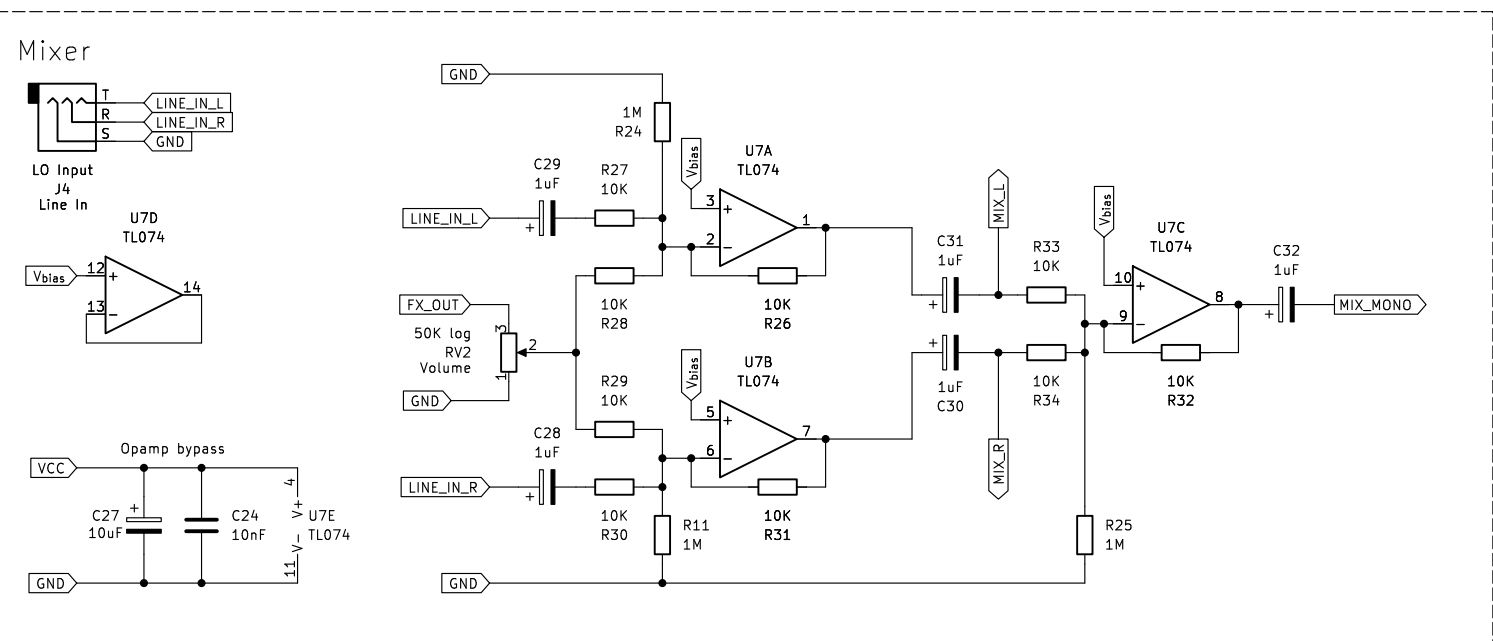 Mixer
T
LINE_IN_L
R
LINE_IN_R
S
GND
LO Input
J4
Line In
U7D
TL074
Vbias
12
+
13
−
14
Opamp bypass
VCC
C27
10uF
+
C24
10nF
4
V+
U7E
TL074
V−
11
GND
GND
1M
R24
C29
1uF
+
R27
10K
LINE_IN_L
Vbias
U7A
TL074
3
+
2
−
1
10K
R28
10K
R26
FX_OUT
50K log
RV2
Volume
3
2
1
GND
R29
10K
C28
1uF
+
LINE_IN_R
10K
R30
Vbias
U7B
TL074
5
+
6
−
7
10K
R31
R11
1M
GND
MIX_L
C31
1uF
+
R33
10K
+
1uF
C30
10K
R34
MIX_R
Vbias
U7C
TL074
10
+
9
−
8
10K
R32
C32
1uF
+
MIX_MONO
R25
1M